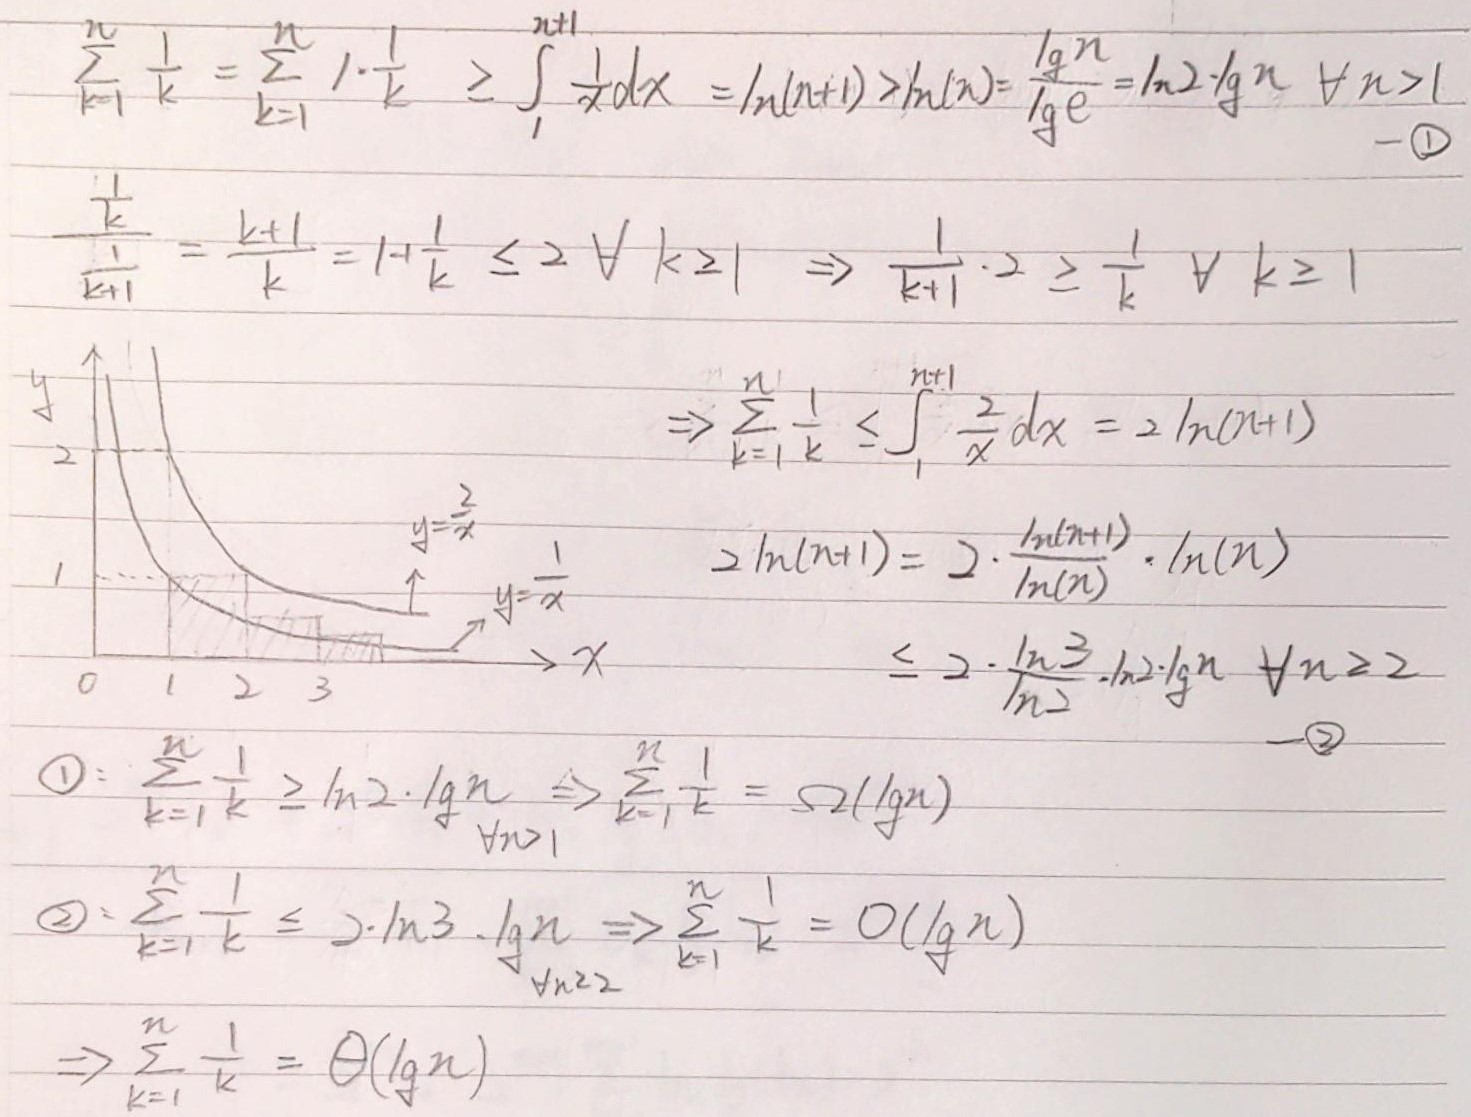 $\sum_{k=1}^{n} \frac{1}{k} = \sum_{k=1}^{n} 1 \cdot \frac{1}{k} \geq \int_{1}^{n+1} \frac{1}{x} dx = \ln(n+1) > \ln(n) = \frac{\lg n}{\lg e} = \ln 2 \cdot \lg n \ \forall n > 1$
— ①
$\frac{\frac{1}{k}}{\frac{1}{k+1}} = \frac{k+1}{k} = 1 + \frac{1}{k} \leq 2 \ \forall \ k \geq 1 \Rightarrow \frac{1}{k+1} \cdot 2 \geq \frac{1}{k} \ \forall \ k \geq 1$
$\Rightarrow \sum_{k=1}^{n} \frac{1}{k} \leq \int_{1}^{n+1} \frac{2}{x} dx = 2 \ln(n+1)$
y
2
1
$y = \frac{2}{x}$
$y = \frac{1}{x}$
x
0 1 2 3
$2 \ln(n+1) = 2 \cdot \frac{\ln(n+1)}{\ln(n)} \cdot \ln(n)$
$\leq 2 \cdot \frac{\ln 3}{\ln 2} \cdot \ln 2 \cdot \lg n \ \forall n \geq 2$
— ②
①: $\sum_{k=1}^{n} \frac{1}{k} \geq \ln 2 \cdot \lg n \ \forall n > 1 \Rightarrow \sum_{k=1}^{n} \frac{1}{k} = \Omega(\lg n)$
②: $\sum_{k=1}^{n} \frac{1}{k} \leq 2 \cdot \ln 3 \cdot \lg n \ \forall n \geq 2 \Rightarrow \sum_{k=1}^{n} \frac{1}{k} = O(\lg n)$
$\Rightarrow \sum_{k=1}^{n} \frac{1}{k} = \Theta(\lg n)$